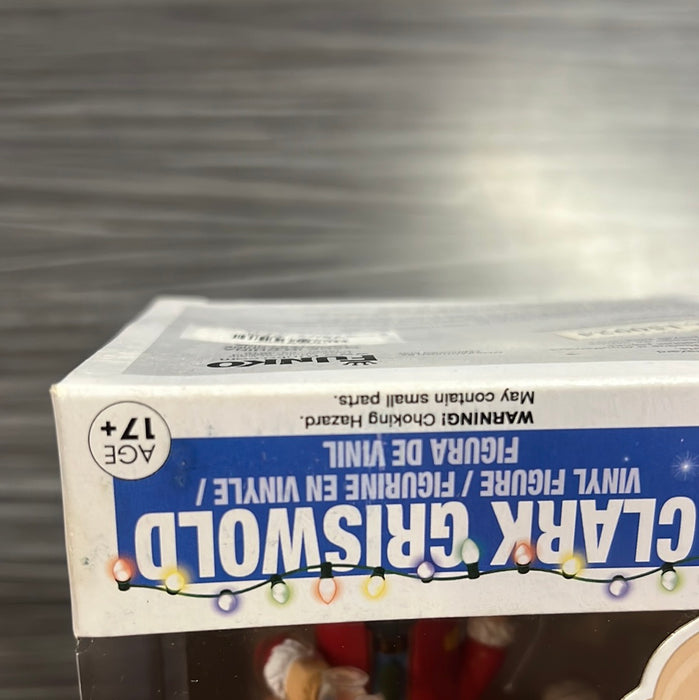 CLARK GRISWOLD
VINYL FIGURE / FIGURINE EN VINYLE /
FIGURA DE VINIL
WARNING! Choking Hazard.
May contain small parts.
AGE
17+
FUNKO